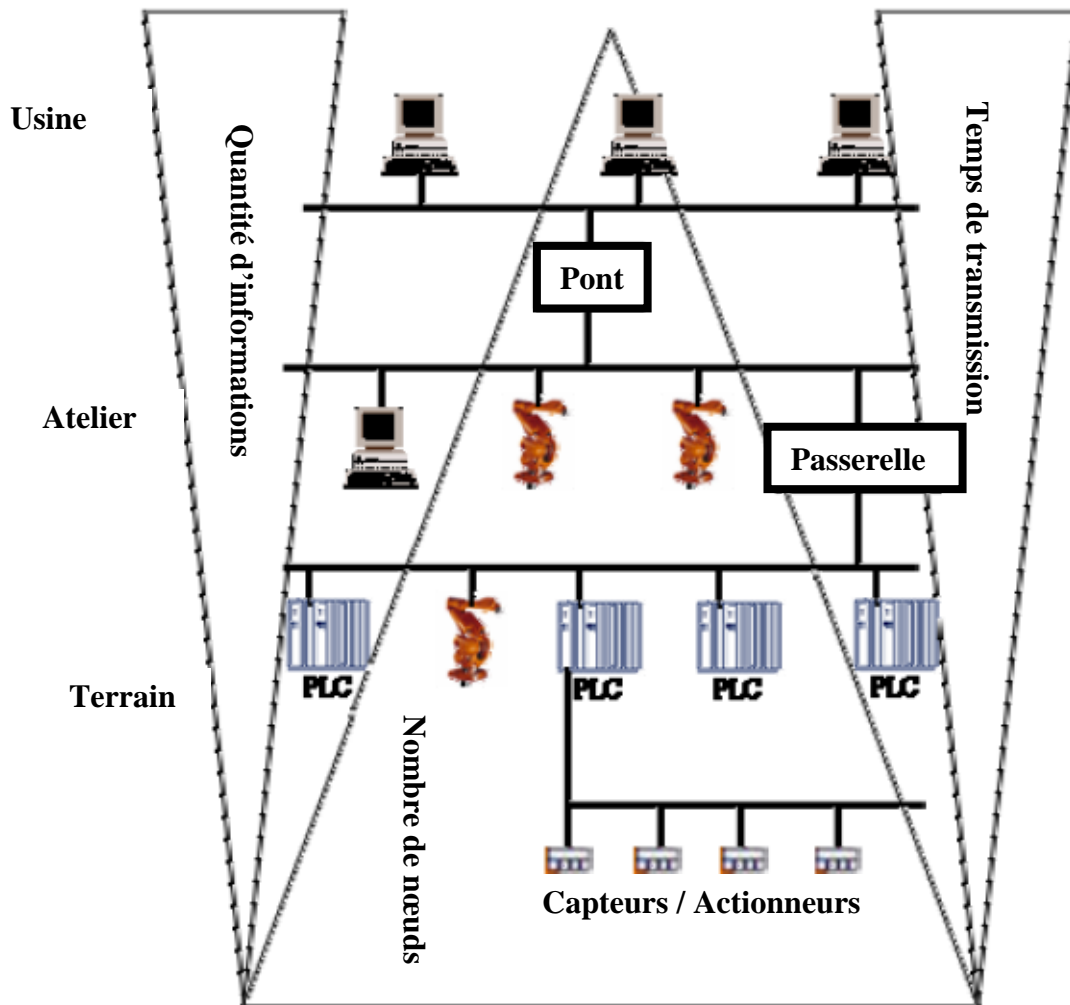 Usine
Quantité d'informations
Temps de transmission
Pont
Atelier
Passerelle
Terrain
PLC
PLC
PLC
PLC
Nombre de nœuds
Capteurs / Actionneurs